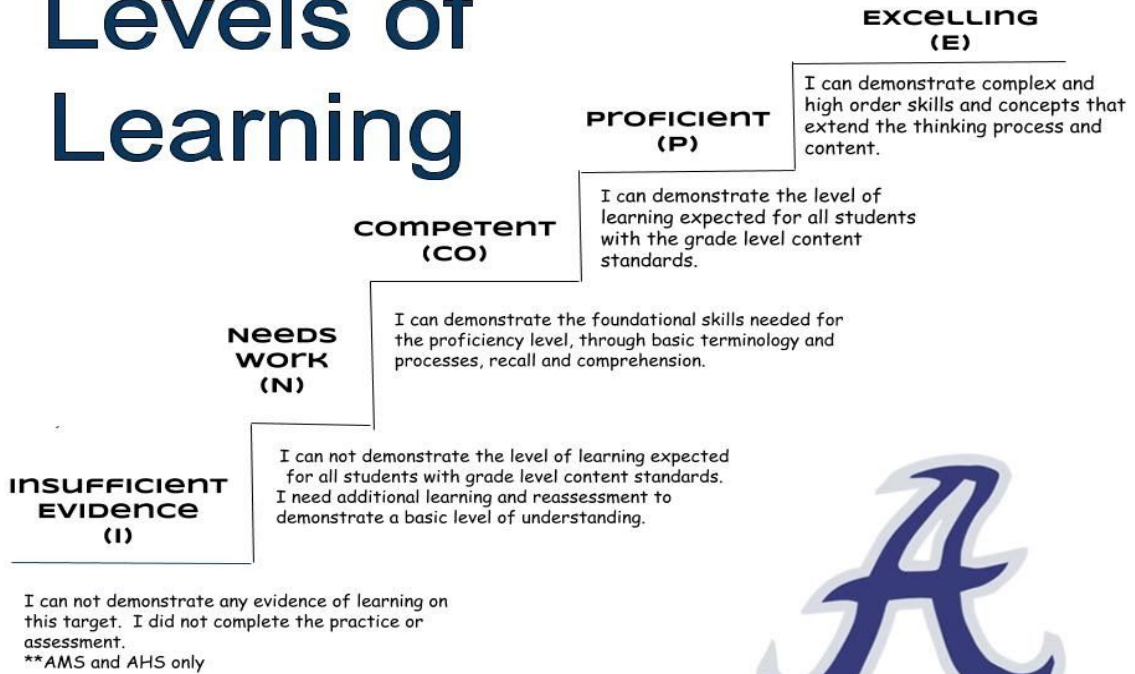 Levels of
Learning
EXCELLING
(E)
I can demonstrate complex and
high order skills and concepts that
extend the thinking process and
content.
PROFICIENT
(P)
I can demonstrate the level of
learning expected for all students
with the grade level content
standards.
COMPETENT
(CO)
I can demonstrate the foundational skills needed for
the proficiency level, through basic terminology and
processes, recall and comprehension.
NEEDS
WORK
(N)
I can not demonstrate the level of learning expected
for all students with grade level content standards.
I need additional learning and reassessment to
demonstrate a basic level of understanding.
INSUFFICIENT
EVIDENCE
(I)
I can not demonstrate any evidence of learning on
this target. I did not complete the practice or
assessment.
**AMS and AHS only
A